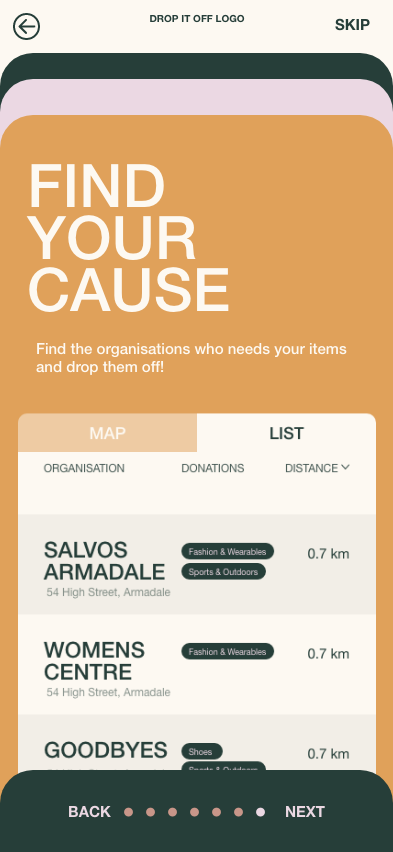 DROP IT OFF LOGO
SKIP
FIND
YOUR
CAUSE
Find the organisations who needs your items
and drop them off!
MAP
LIST
ORGANISATION
DONATIONS
DISTANCE
SALVOS
ARMADALE
54 High Street, Armadale
Fashion & Wearables
Sports & Outdoors
0.7 km
WOMENS
CENTRE
54 High Street, Armadale
Fashion & Wearables
0.7 km
GOODBYES
Shoes
Sports & Outdoors
0.7 km
BACK
NEXT